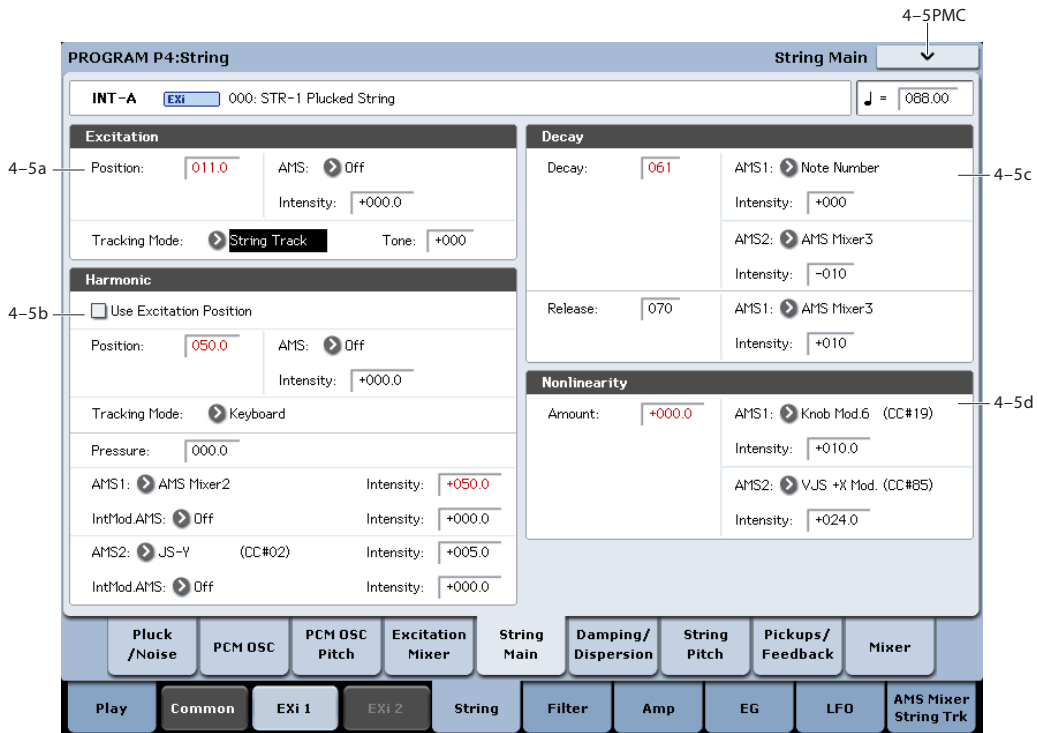 4–5PMC
PROGRAM P4:String
String Main
INT-A EXi 000: STR-1 Plucked String
♩ = 088.00
Excitation
4–5a
Position: 011.0 AMS: Off
Intensity: +000.0
Tracking Mode: String Track Tone: +000
Harmonic
4–5b
Use Excitation Position
Position: 050.0 AMS: Off
Intensity: +000.0
Tracking Mode: Keyboard
Pressure: 000.0
AMS1: AMS Mixer2 Intensity: +050.0
IntMod.AMS: Off Intensity: +000.0
AMS2: JS-Y (CC#02) Intensity: +005.0
IntMod.AMS: Off Intensity: +000.0
Decay
Decay: 061 AMS1: Note Number
4–5c
Intensity: +000
AMS2: AMS Mixer3
Intensity: -010
Release: 070 AMS1: AMS Mixer3
Intensity: +010
Nonlinearity
4–5d
Amount: +000.0 AMS1: Knob Mod.6 (CC#19)
Intensity: +010.0
AMS2: VJS +X Mod. (CC#85)
Intensity: +024.0
Pluck
/Noise
PCM OSC
PCM OSC
Pitch
Excitation
Mixer
String
Main
Damping/
Dispersion
String
Pitch
Pickups/
Feedback
Mixer
Play
Common
EXi 1
EXi 2
String
Filter
Amp
EG
LFO
AMS Mixer
String Trk